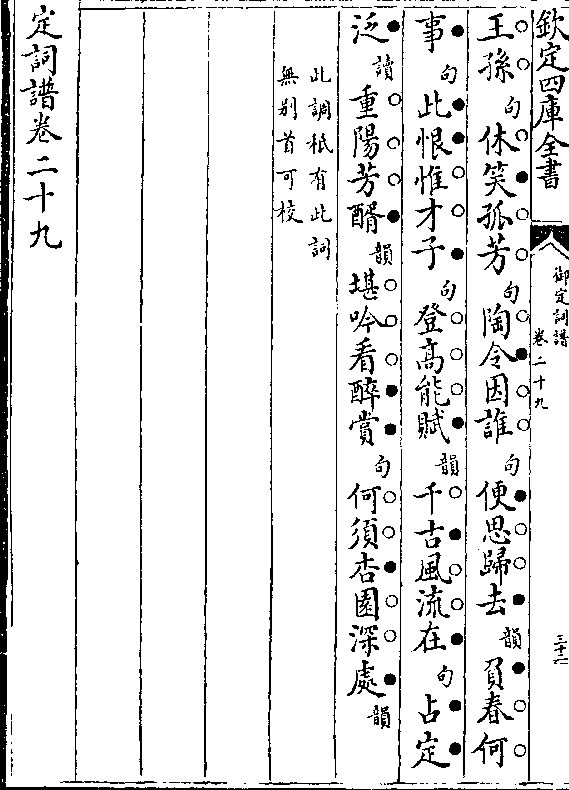 欽定四庫全書
御定詞譜
卷二十九
王孫句休笑孤芳句陶令因誰句便思歸去韻負春何
事句此恨惟才子句登高能賦韻千古風流在句占定
泛讀重陽芳醑韻堪吟看醉賞句何須杏園深處韻
此調秪有此詞
無別首可校
定詞譜卷二十九